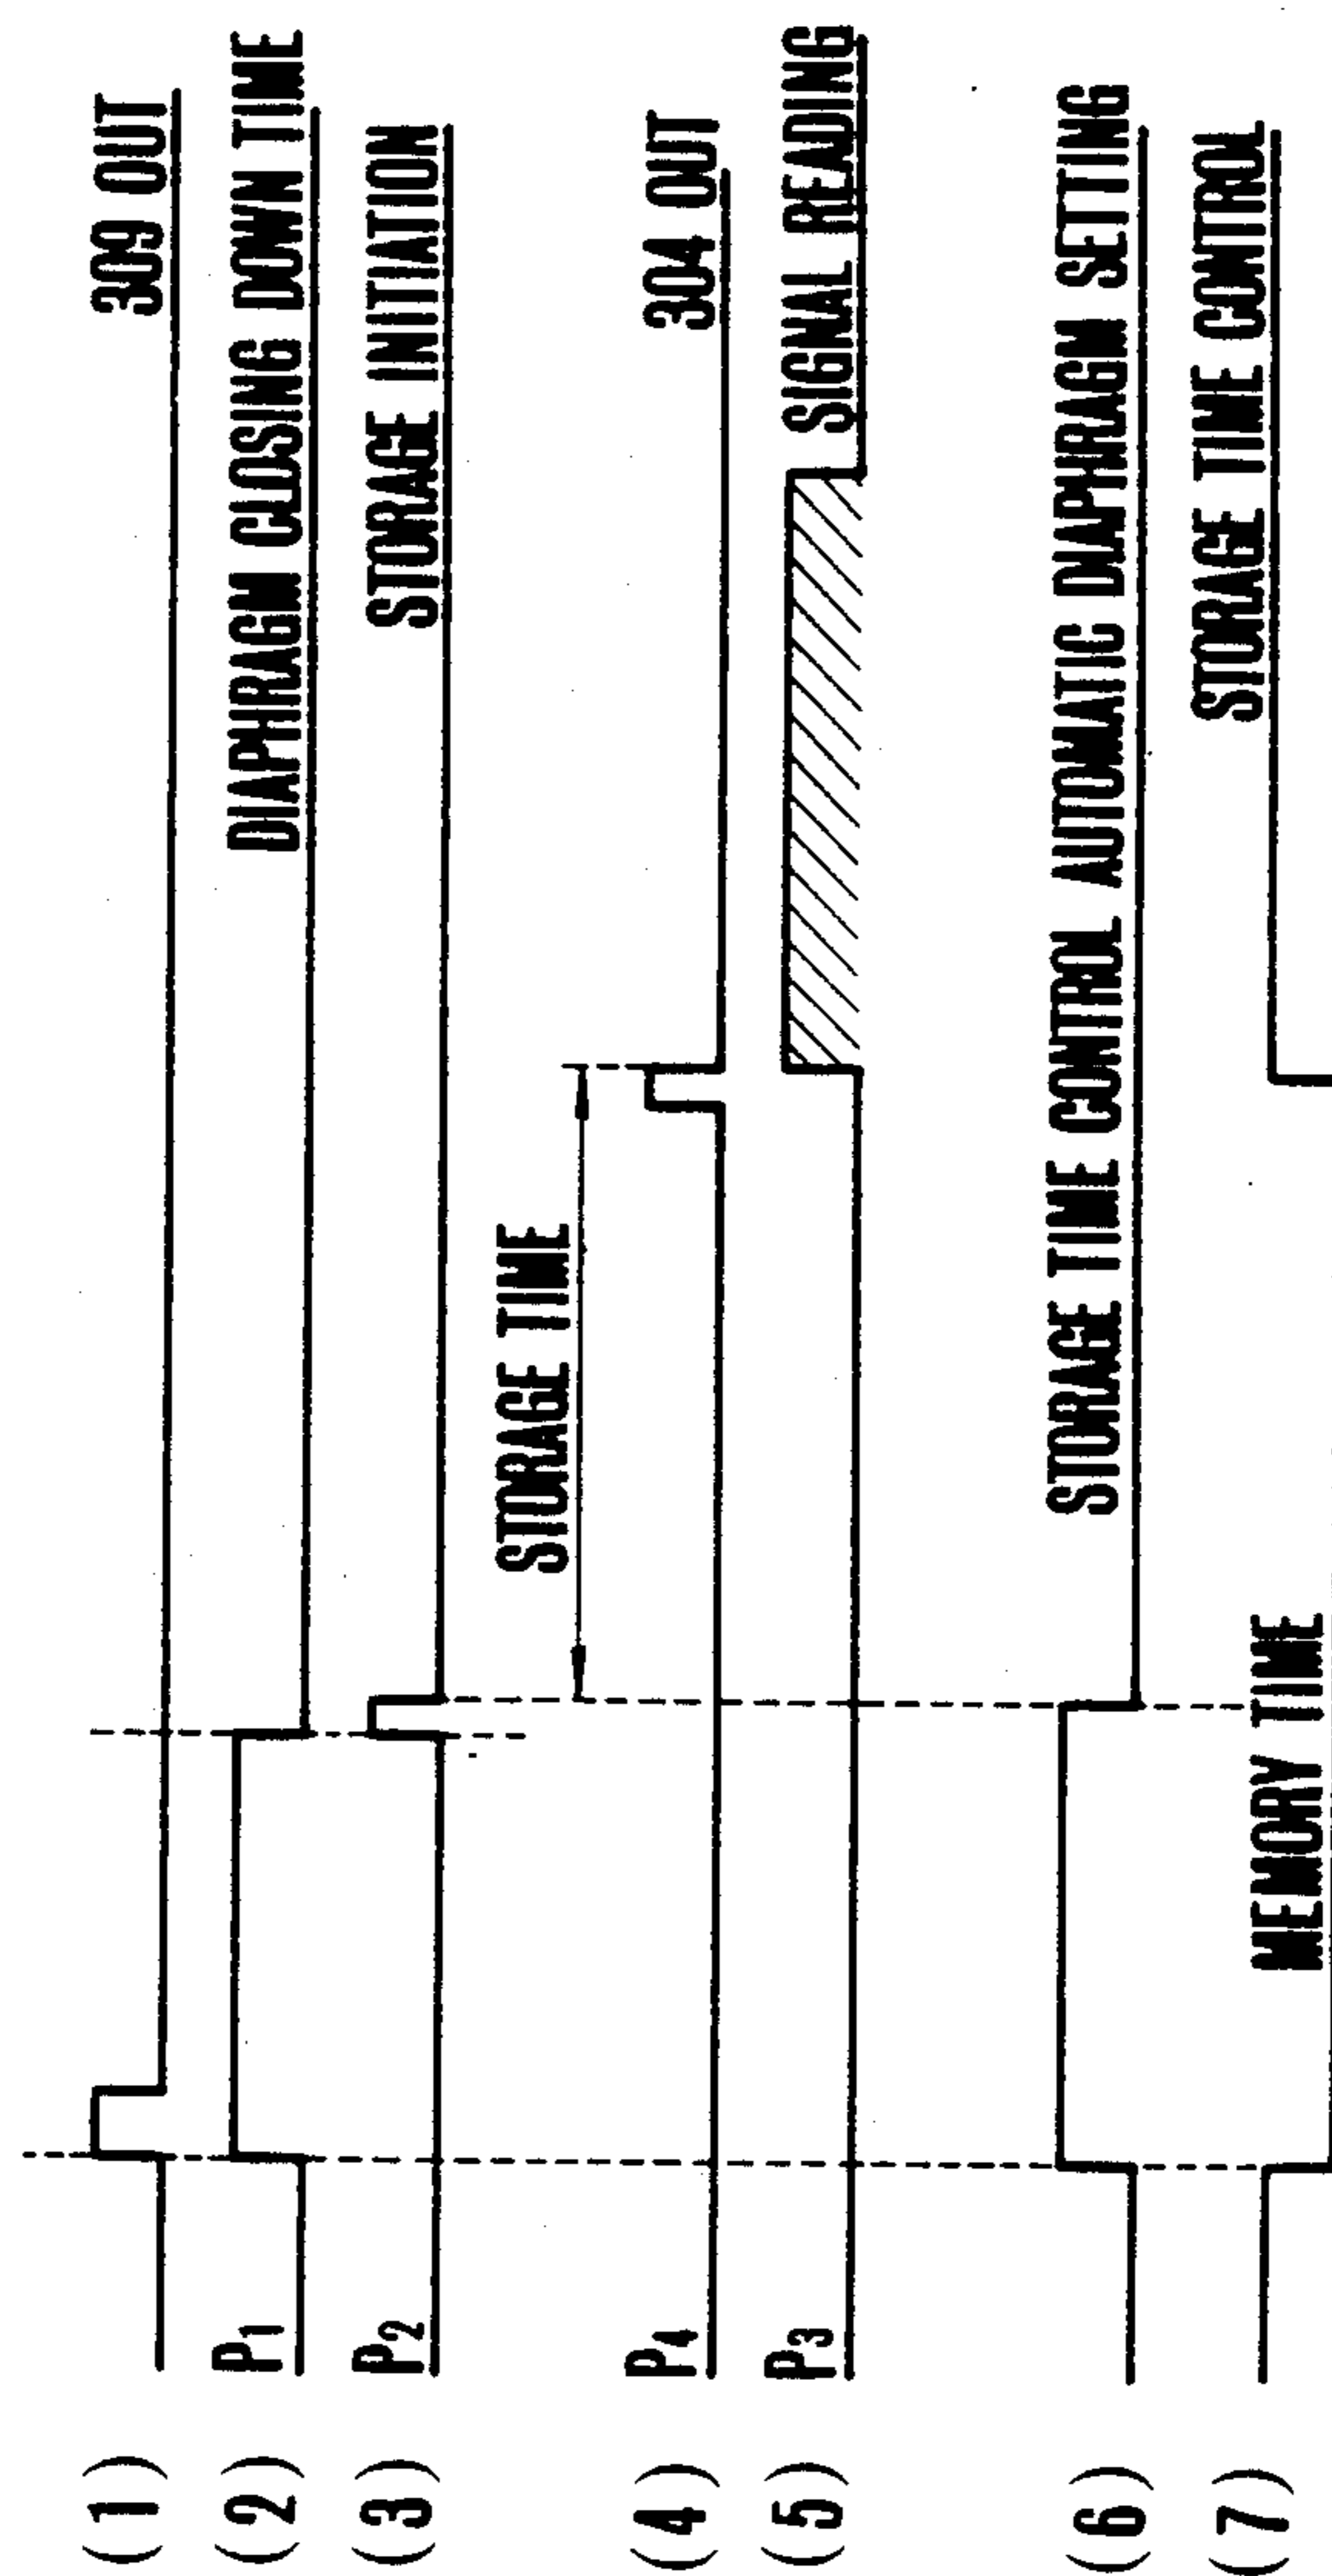 (1) 309 OUT
(2) P1 DIAPHRAGM CLOSING DOWN TIME
(3) P2 STORAGE INITIATION
STORAGE TIME
(4) P4 304 OUT
(5) P3 SIGNAL READING
(6) STORAGE TIME CONTROL AUTOMATIC DIAPHRAGM SETTING
(7) STORAGE TIME CONTROL
MEMORY TIME